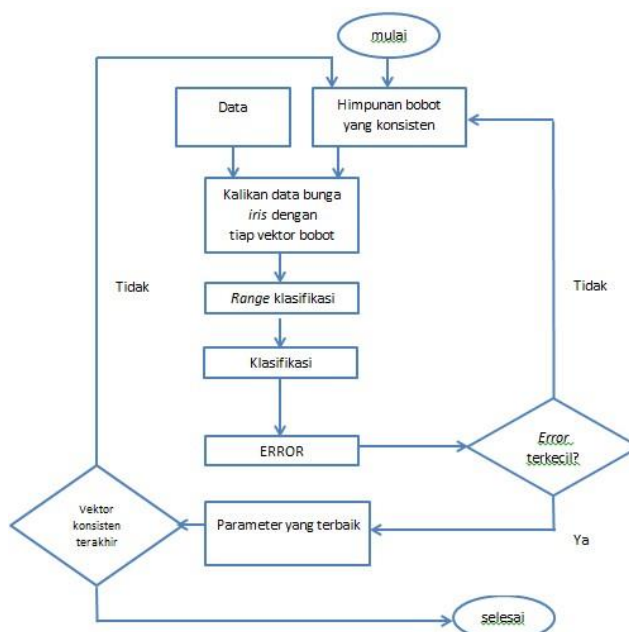 mulai
Data
Himpunan bobot
yang konsisten
Kalikan data bunga
iris dengan
tiap vektor bobot
Tidak
Tidak
Range klasifikasi
Klasifikasi
ERROR
Error
terkecil?
Vektor
konsisten
terakhir
Parameter yang terbaik
Ya
selesai